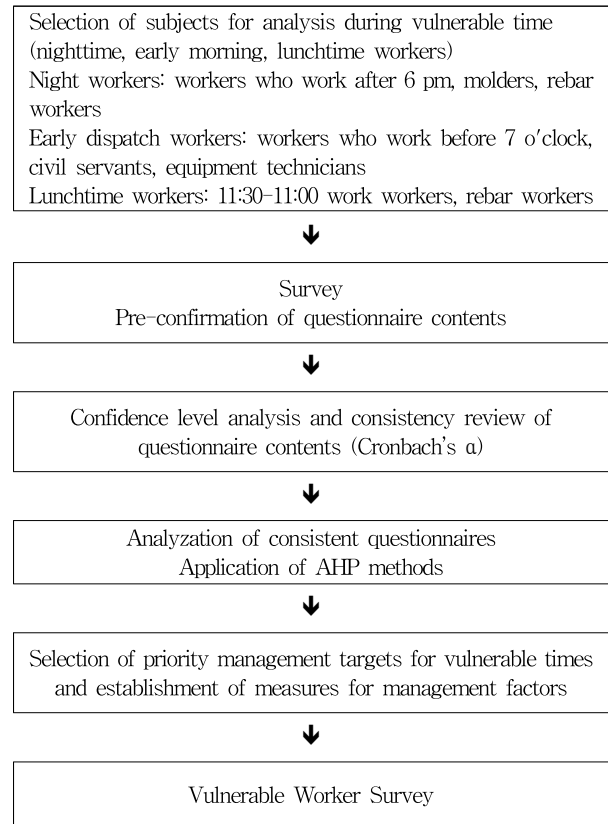 Selection of subjects for analysis during vulnerable time
(nighttime, early morning, lunchtime workers)
Night workers: workers who work after 6 pm, molders, rebar
workers
Early dispatch workers: workers who work before 7 o'clock,
civil servants, equipment technicians
Lunchtime workers: 11:30-11:00 work workers, rebar workers
Survey
Pre-confirmation of questionnaire contents
Confidence level analysis and consistency review of
questionnaire contents (Cronbach's α)
Analyzation of consistent questionnaires
Application of AHP methods
Selection of priority management targets for vulnerable times
and establishment of measures for management factors
Vulnerable Worker Survey